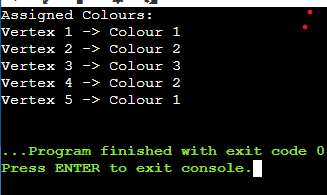 Assigned Colours:
Vertex 1 -> Colour 1
Vertex 2 -> Colour 2
Vertex 3 -> Colour 3
Vertex 4 -> Colour 2
Vertex 5 -> Colour 1
...Program finished with exit code 0
Press ENTER to exit console.